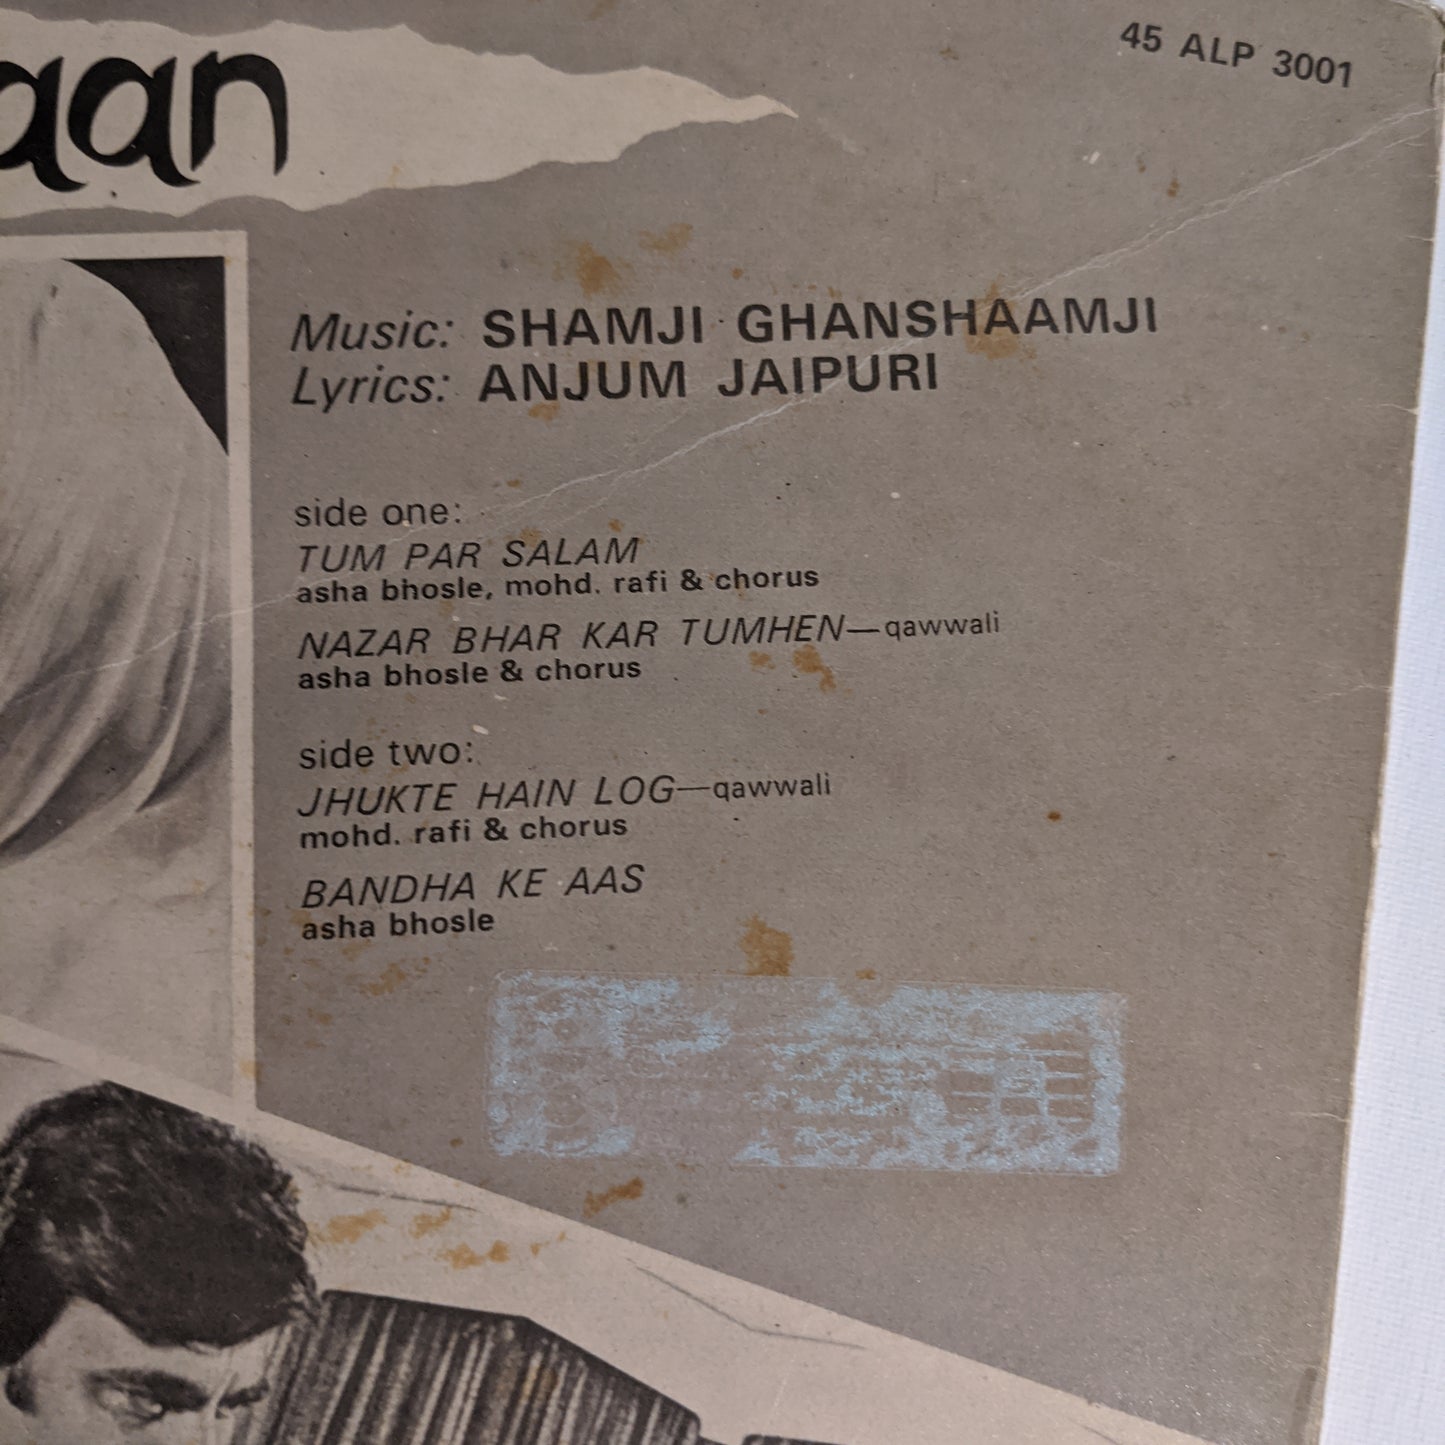 45 ALP 3001
aan
Music: SHAMJI GHANSHAAMJI
Lyrics: ANJUM JAIPURI
side one:
TUM PAR SALAM
asha bhosle, mohd. rafi & chorus
NAZAR BHAR KAR TUMHEN—qawwali
asha bhosle & chorus
side two:
JHUKTE HAIN LOG—qawwali
mohd. rafi & chorus
BANDHA KE AAS
asha bhosle